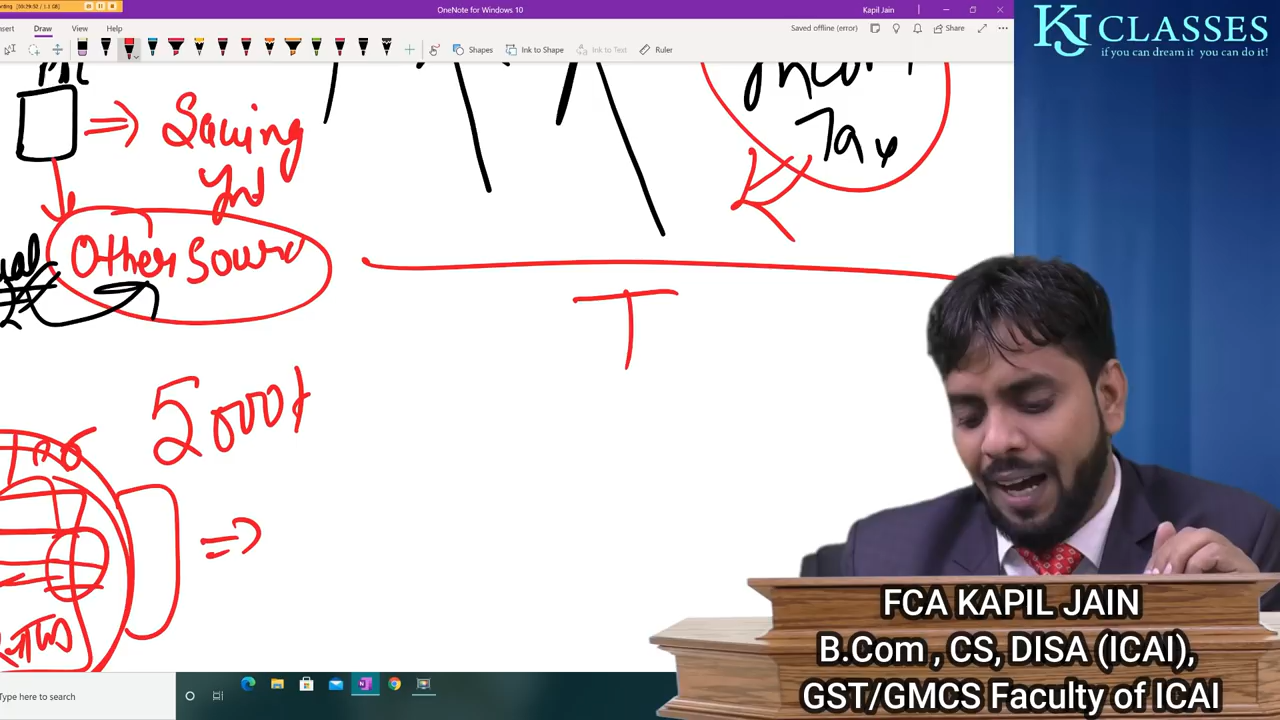 OneNote for Windows 10
Kapil Jain
Draw
View
Help
Saved offline (error)
Share
Shapes
Ink to Shape
Ink to Text
Ruler
KJ CLASSES
if you can dream it you can do it!
Income
Tax
Saving
Int
Other Sourc
T
5000/
FCA KAPIL JAIN
B.Com , CS, DISA (ICAI),
GST/GMCS Faculty of ICAI
Type here to search